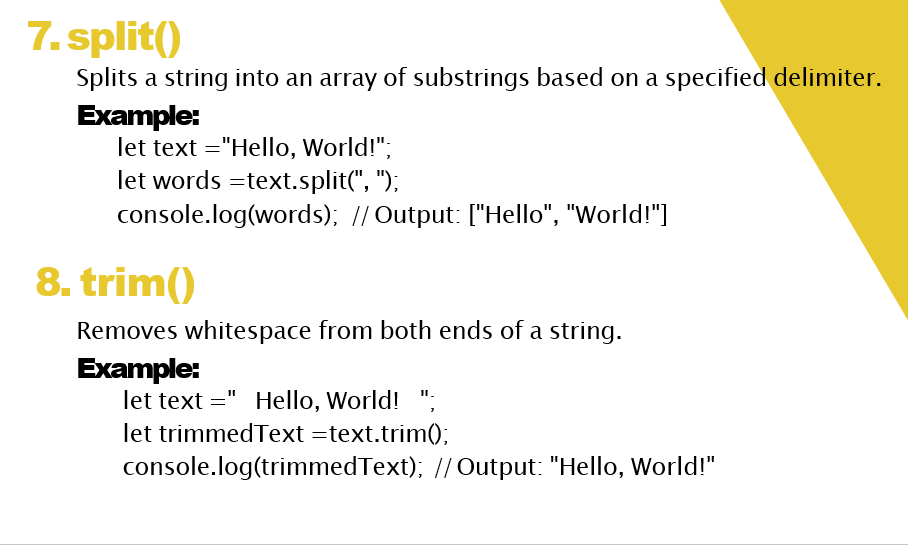 7. split()
Splits a string into an array of substrings based on a specified delimiter.
Example:
let text ="Hello, World!";
let words =text.split(", ");
console.log(words);  // Output: ["Hello", "World!"]
8. trim()
Removes whitespace from both ends of a string.
Example:
let text ="   Hello, World!   ";
let trimmedText =text.trim();
console.log(trimmedText);  // Output: "Hello, World!"